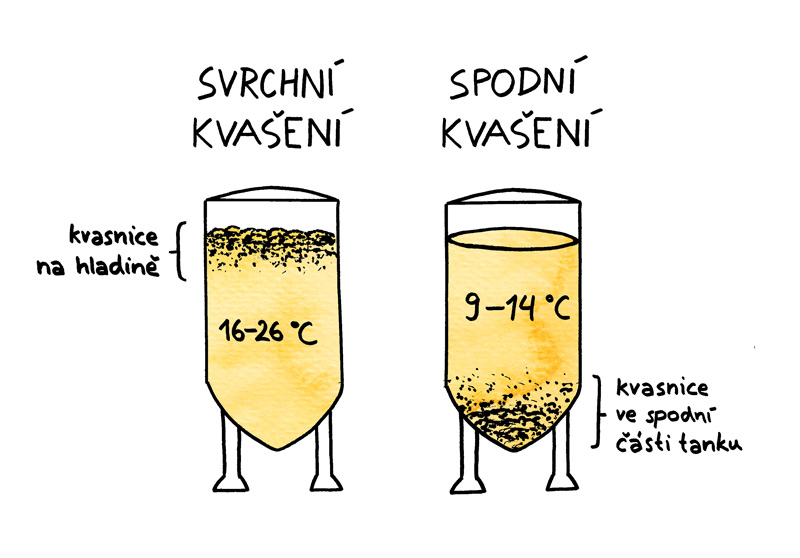 SVRCHNÍ
KVAŠENÍ
kvasnice
na hladině
16-26 °C
SPODNÍ
KVAŠENÍ
9-14 °C
kvasnice
ve spodní
části tanku